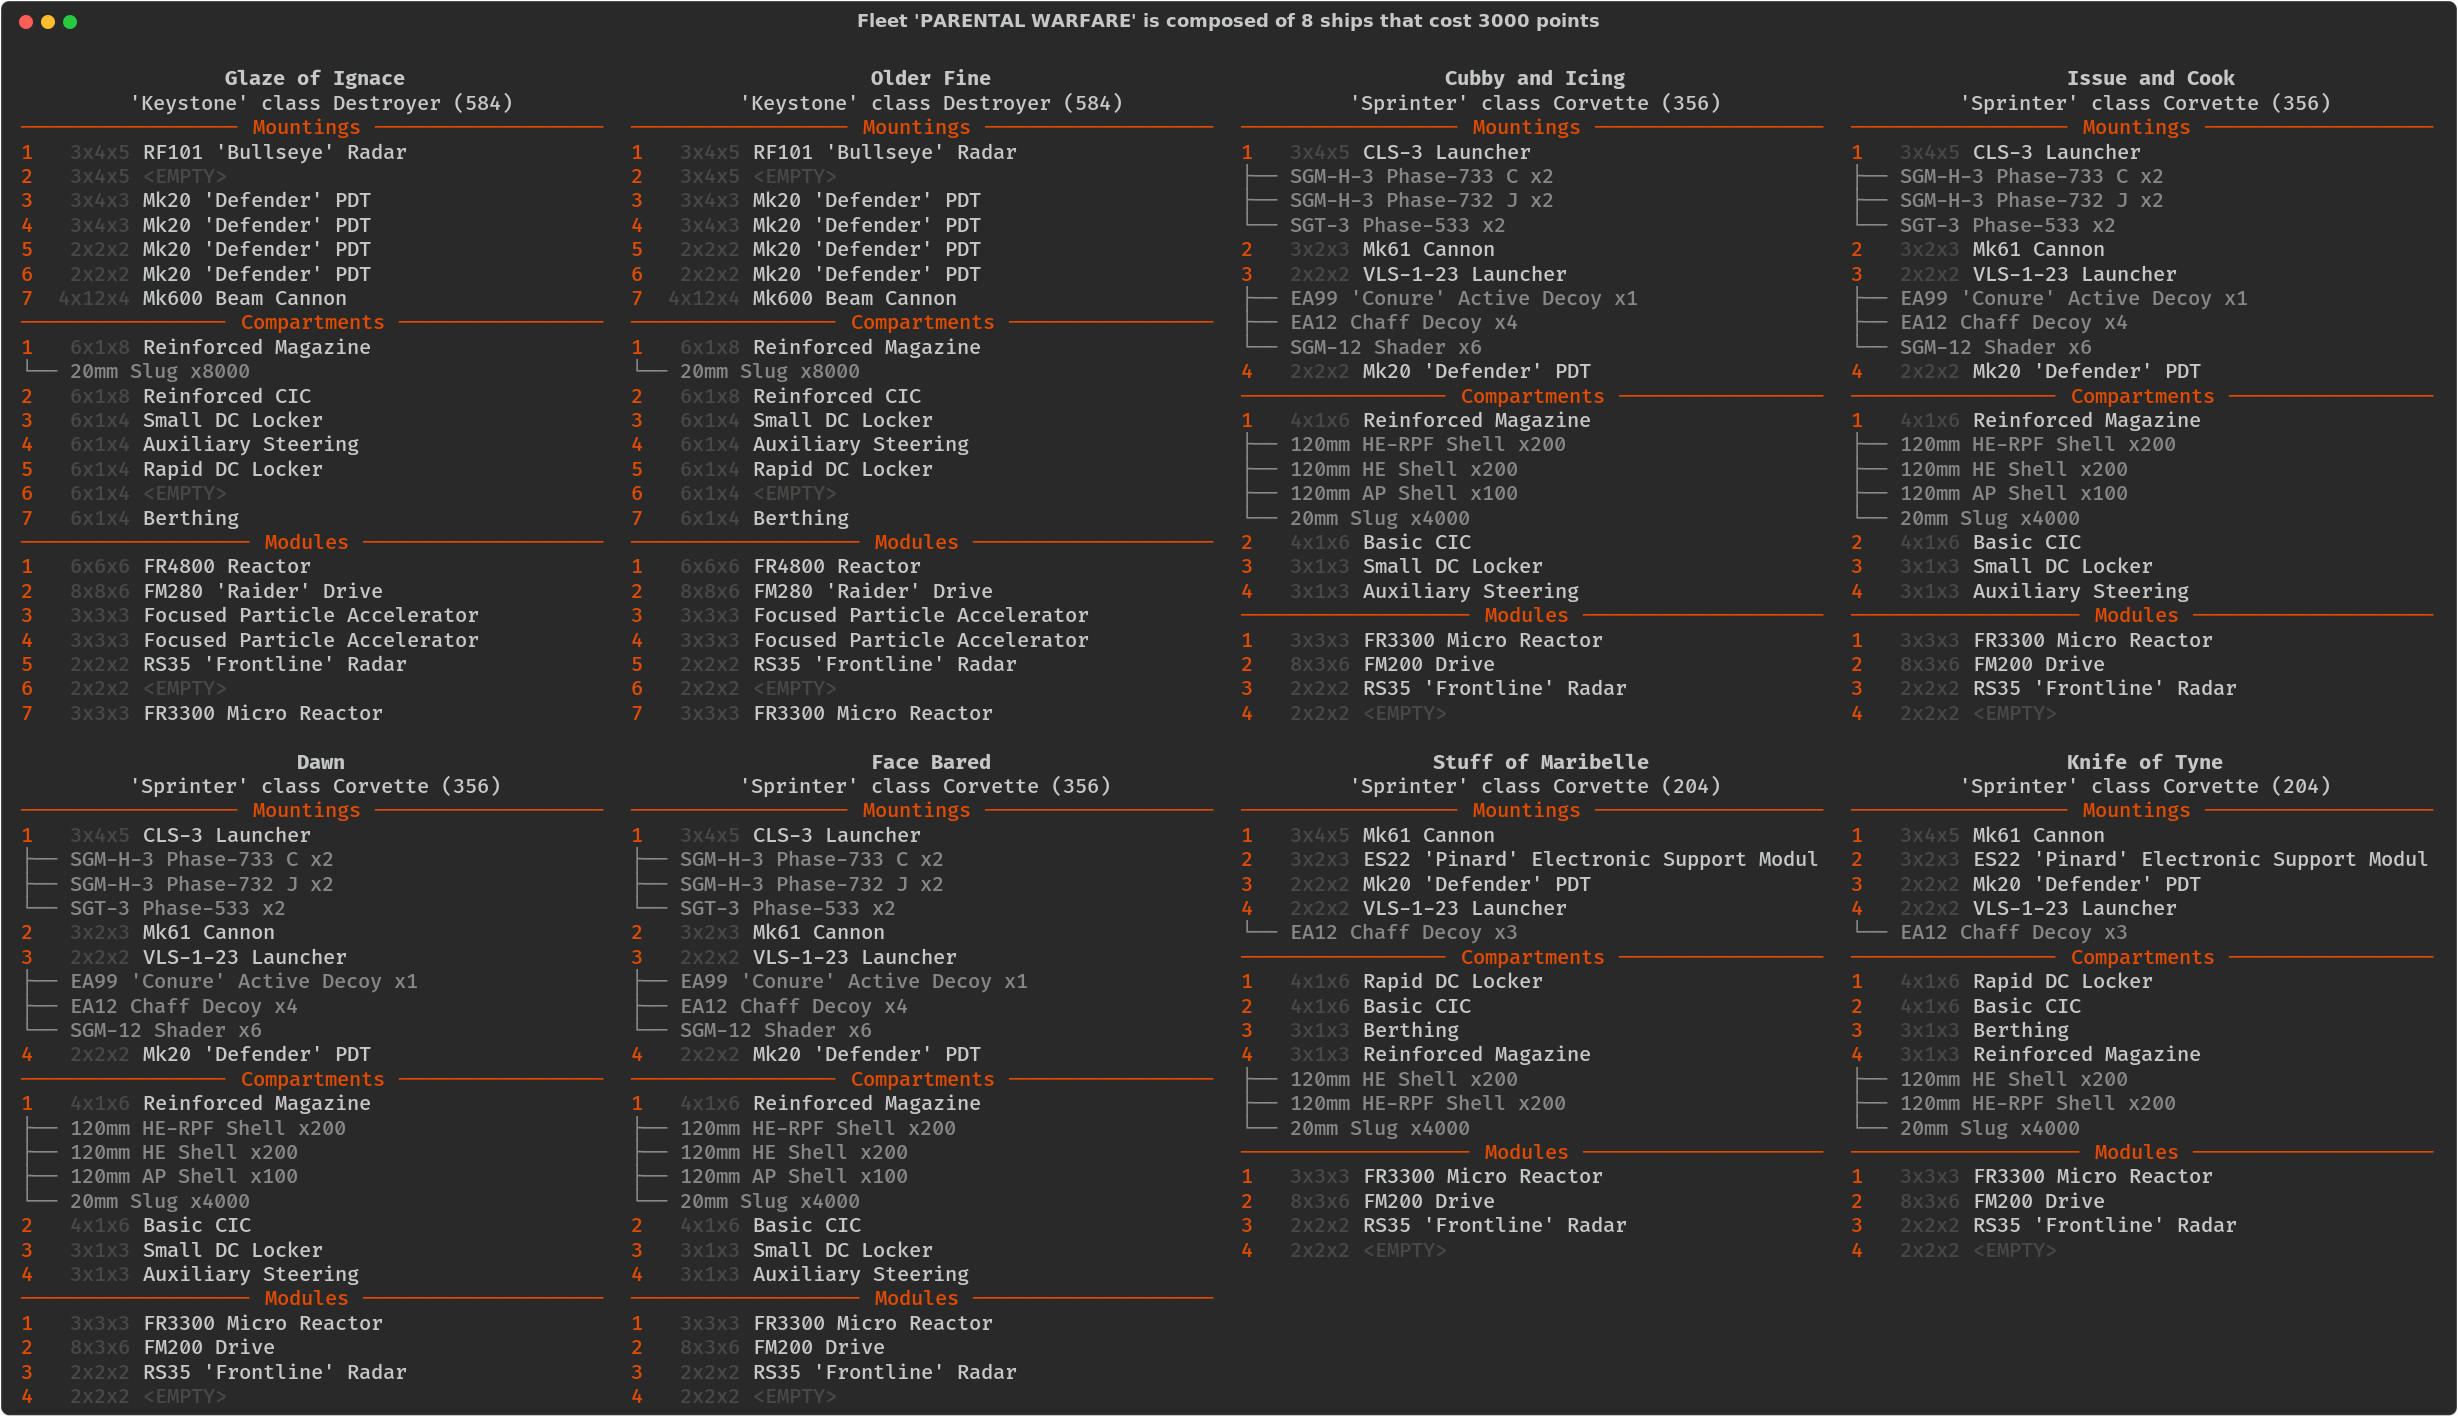 Fleet 'PARENTAL WARFARE' is composed of 8 ships that cost 3000 points
Glaze of Ignace
'Keystone' class Destroyer (584)
Mountings
1 3x4x5 RF101 'Bullseye' Radar
2 3x4x5 <EMPTY>
3 3x4x3 Mk20 'Defender' PDT
4 3x4x3 Mk20 'Defender' PDT
5 2x2x2 Mk20 'Defender' PDT
6 2x2x2 Mk20 'Defender' PDT
7 4x12x4 Mk600 Beam Cannon
Compartments
1 6x1x8 Reinforced Magazine
20mm Slug x8000
2 6x1x8 Reinforced CIC
3 6x1x4 Small DC Locker
4 6x1x4 Auxiliary Steering
5 6x1x4 Rapid DC Locker
6 6x1x4 <EMPTY>
7 6x1x4 Berthing
Modules
1 6x6x6 FR4800 Reactor
2 8x8x6 FM280 'Raider' Drive
3 3x3x3 Focused Particle Accelerator
4 3x3x3 Focused Particle Accelerator
5 2x2x2 RS35 'Frontline' Radar
6 2x2x2 <EMPTY>
7 3x3x3 FR3300 Micro Reactor
Older Fine
'Keystone' class Destroyer (584)
Mountings
1 3x4x5 RF101 'Bullseye' Radar
2 3x4x5 <EMPTY>
3 3x4x3 Mk20 'Defender' PDT
4 3x4x3 Mk20 'Defender' PDT
5 2x2x2 Mk20 'Defender' PDT
6 2x2x2 Mk20 'Defender' PDT
7 4x12x4 Mk600 Beam Cannon
Compartments
1 6x1x8 Reinforced Magazine
20mm Slug x8000
2 6x1x8 Reinforced CIC
3 6x1x4 Small DC Locker
4 6x1x4 Auxiliary Steering
5 6x1x4 Rapid DC Locker
6 6x1x4 <EMPTY>
7 6x1x4 Berthing
Modules
1 6x6x6 FR4800 Reactor
2 8x8x6 FM280 'Raider' Drive
3 3x3x3 Focused Particle Accelerator
4 3x3x3 Focused Particle Accelerator
5 2x2x2 RS35 'Frontline' Radar
6 2x2x2 <EMPTY>
7 3x3x3 FR3300 Micro Reactor
Cubby and Icing
'Sprinter' class Corvette (356)
Mountings
1 3x4x5 CLS-3 Launcher
SGM-H-3 Phase-733 C x2
SGM-H-3 Phase-732 J x2
SGT-3 Phase-533 x2
2 3x2x3 Mk61 Cannon
3 2x2x2 VLS-1-23 Launcher
EA99 'Conure' Active Decoy x1
EA12 Chaff Decoy x4
SGM-12 Shader x6
4 2x2x2 Mk20 'Defender' PDT
Compartments
1 4x1x6 Reinforced Magazine
120mm HE-RPF Shell x200
120mm HE Shell x200
120mm AP Shell x100
20mm Slug x4000
2 4x1x6 Basic CIC
3 3x1x3 Small DC Locker
4 3x1x3 Auxiliary Steering
Modules
1 3x3x3 FR3300 Micro Reactor
2 8x3x6 FM200 Drive
3 2x2x2 RS35 'Frontline' Radar
4 2x2x2 <EMPTY>
Issue and Cook
'Sprinter' class Corvette (356)
Mountings
1 3x4x5 CLS-3 Launcher
SGM-H-3 Phase-733 C x2
SGM-H-3 Phase-732 J x2
SGT-3 Phase-533 x2
2 3x2x3 Mk61 Cannon
3 2x2x2 VLS-1-23 Launcher
EA99 'Conure' Active Decoy x1
EA12 Chaff Decoy x4
SGM-12 Shader x6
4 2x2x2 Mk20 'Defender' PDT
Compartments
1 4x1x6 Reinforced Magazine
120mm HE-RPF Shell x200
120mm HE Shell x200
120mm AP Shell x100
20mm Slug x4000
2 4x1x6 Basic CIC
3 3x1x3 Small DC Locker
4 3x1x3 Auxiliary Steering
Modules
1 3x3x3 FR3300 Micro Reactor
2 8x3x6 FM200 Drive
3 2x2x2 RS35 'Frontline' Radar
4 2x2x2 <EMPTY>
Dawn
'Sprinter' class Corvette (356)
Mountings
1 3x4x5 CLS-3 Launcher
SGM-H-3 Phase-733 C x2
SGM-H-3 Phase-732 J x2
SGT-3 Phase-533 x2
2 3x2x3 Mk61 Cannon
3 2x2x2 VLS-1-23 Launcher
EA99 'Conure' Active Decoy x1
EA12 Chaff Decoy x4
SGM-12 Shader x6
4 2x2x2 Mk20 'Defender' PDT
Compartments
1 4x1x6 Reinforced Magazine
120mm HE-RPF Shell x200
120mm HE Shell x200
120mm AP Shell x100
20mm Slug x4000
2 4x1x6 Basic CIC
3 3x1x3 Small DC Locker
4 3x1x3 Auxiliary Steering
Modules
1 3x3x3 FR3300 Micro Reactor
2 8x3x6 FM200 Drive
3 2x2x2 RS35 'Frontline' Radar
4 2x2x2 <EMPTY>
Face Bared
'Sprinter' class Corvette (356)
Mountings
1 3x4x5 CLS-3 Launcher
SGM-H-3 Phase-733 C x2
SGM-H-3 Phase-732 J x2
SGT-3 Phase-533 x2
2 3x2x3 Mk61 Cannon
3 2x2x2 VLS-1-23 Launcher
EA99 'Conure' Active Decoy x1
EA12 Chaff Decoy x4
SGM-12 Shader x6
4 2x2x2 Mk20 'Defender' PDT
Compartments
1 4x1x6 Reinforced Magazine
120mm HE-RPF Shell x200
120mm HE Shell x200
120mm AP Shell x100
20mm Slug x4000
2 4x1x6 Basic CIC
3 3x1x3 Small DC Locker
4 3x1x3 Auxiliary Steering
Modules
1 3x3x3 FR3300 Micro Reactor
2 8x3x6 FM200 Drive
3 2x2x2 RS35 'Frontline' Radar
4 2x2x2 <EMPTY>
Stuff of Maribelle
'Sprinter' class Corvette (204)
Mountings
1 3x4x5 Mk61 Cannon
2 3x2x3 ES22 'Pinard' Electronic Support Modul
3 2x2x2 Mk20 'Defender' PDT
4 2x2x2 VLS-1-23 Launcher
EA12 Chaff Decoy x3
Compartments
1 4x1x6 Rapid DC Locker
2 4x1x6 Basic CIC
3 3x1x3 Berthing
4 3x1x3 Reinforced Magazine
120mm HE Shell x200
120mm HE-RPF Shell x200
20mm Slug x4000
Modules
1 3x3x3 FR3300 Micro Reactor
2 8x3x6 FM200 Drive
3 2x2x2 RS35 'Frontline' Radar
4 2x2x2 <EMPTY>
Knife of Tyne
'Sprinter' class Corvette (204)
Mountings
1 3x4x5 Mk61 Cannon
2 3x2x3 ES22 'Pinard' Electronic Support Modul
3 2x2x2 Mk20 'Defender' PDT
4 2x2x2 VLS-1-23 Launcher
EA12 Chaff Decoy x3
Compartments
1 4x1x6 Rapid DC Locker
2 4x1x6 Basic CIC
3 3x1x3 Berthing
4 3x1x3 Reinforced Magazine
120mm HE Shell x200
120mm HE-RPF Shell x200
20mm Slug x4000
Modules
1 3x3x3 FR3300 Micro Reactor
2 8x3x6 FM200 Drive
3 2x2x2 RS35 'Frontline' Radar
4 2x2x2 <EMPTY>